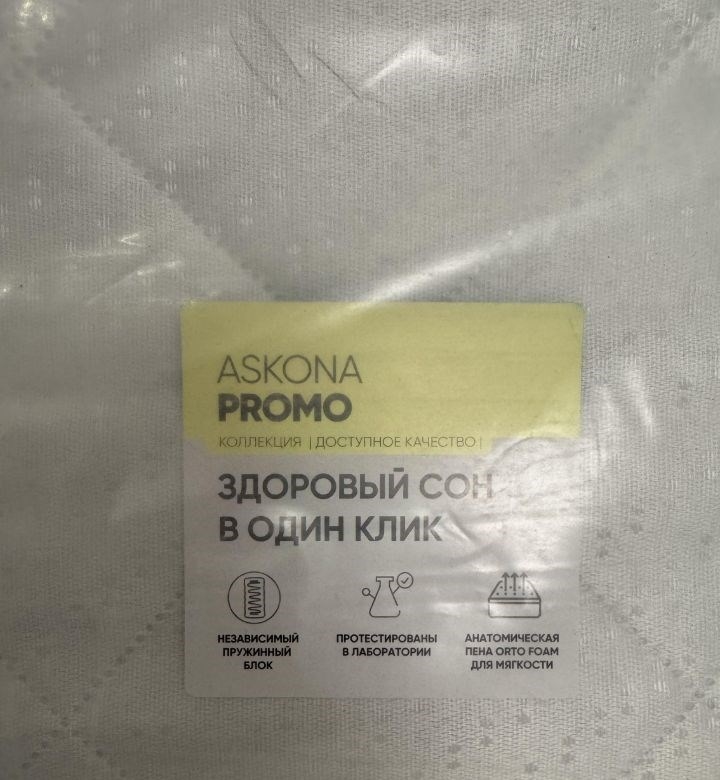 ASKONA
PROMO
КОЛЛЕКЦИЯ |ДОСТУПНОЕ КАЧЕСТВО|
ЗДОРОВЫЙ СОН
В ОДИН КЛИК
НЕЗАВИСИМЫЙ
ПРУЖИННЫЙ
БЛОК
ПРОТЕСТИРОВАНЫ
В ЛАБОРАТОРИИ
АНАТОМИЧЕСКАЯ
ПЕНА ORTO FOAM
ДЛЯ МЯГКОСТИ